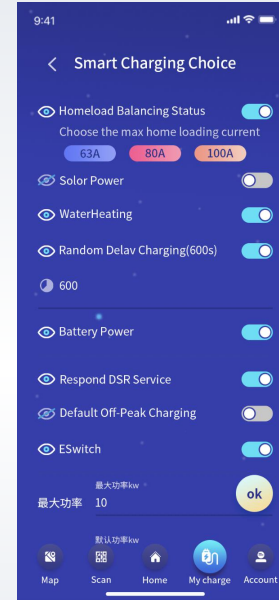 9:41
Smart Charging Choice
Homeload Balancing Status
Choose the max home loading current
63A 80A 100A
Solor Power
WaterHeating
Random Delav Charging(600s)
600
Battery Power
Respond DSR Service
Default Off-Peak Charging
ESwitch
最大功率kw
最大功率 10
ok
默认功率kw
Map Scan Home My charge Account